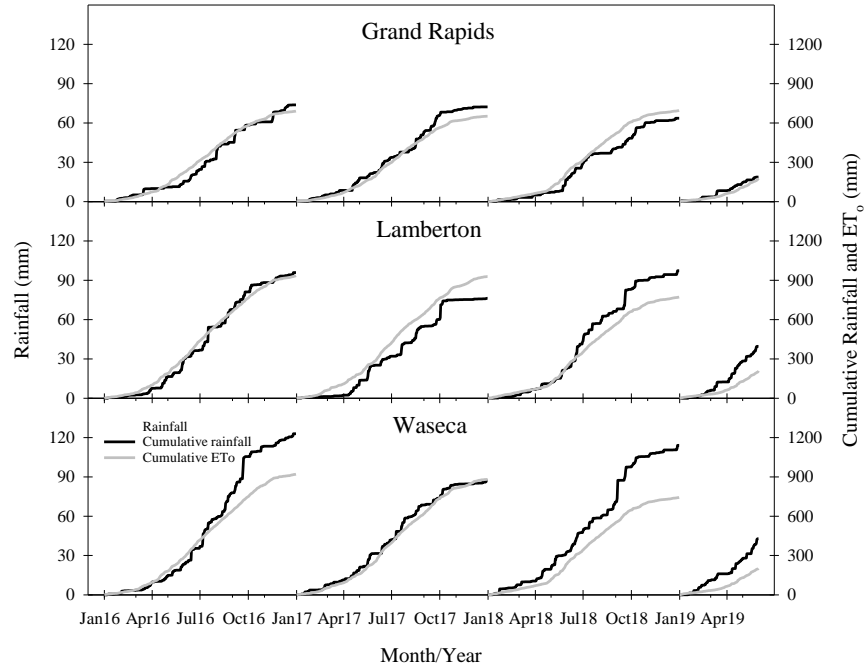 Grand Rapids
120 1200
90 900
60 600
30 300
0 0
Lamberton
120 1200
90 900
60 600
30 300
0 0
Waseca
Rainfall
Cumulative rainfall
Cumulative ETo
120 1200
90 900
60 600
30 300
0 0
Jan16 Apr16 Jul16 Oct16 Jan17 Apr17 Jul17 Oct17 Jan18 Jul18 Oct18 Jan19 Apr19
Month/Year
Rainfall (mm)
Cumulative Rainfall and ETo (mm)